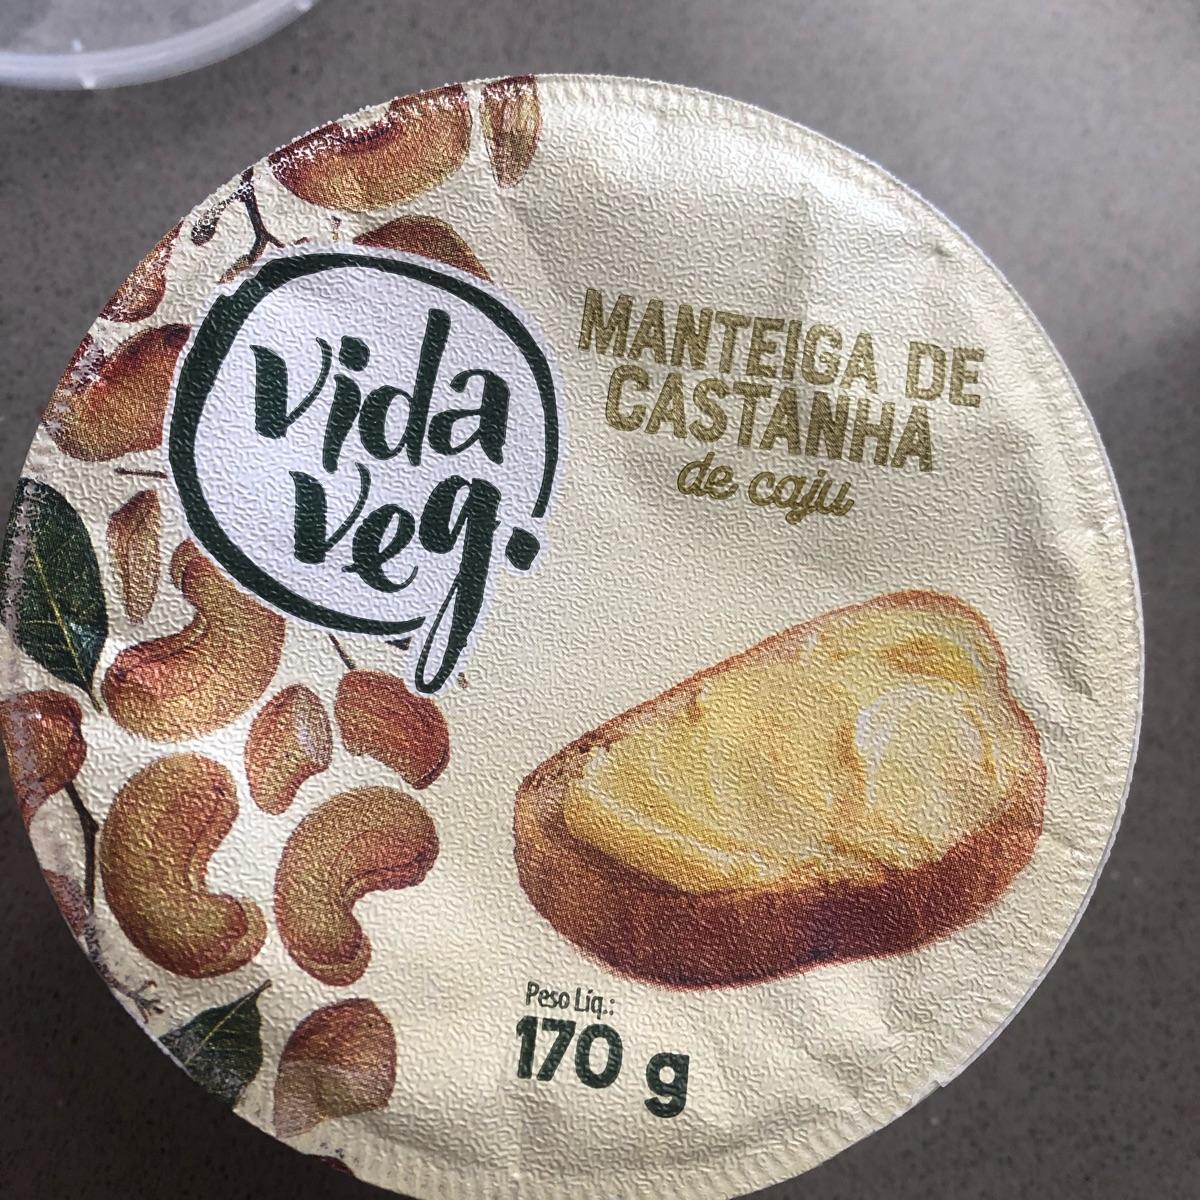 vida
veg.
MANTEIGA DE
CASTANHA
de caju
Peso Líq.:
170 g